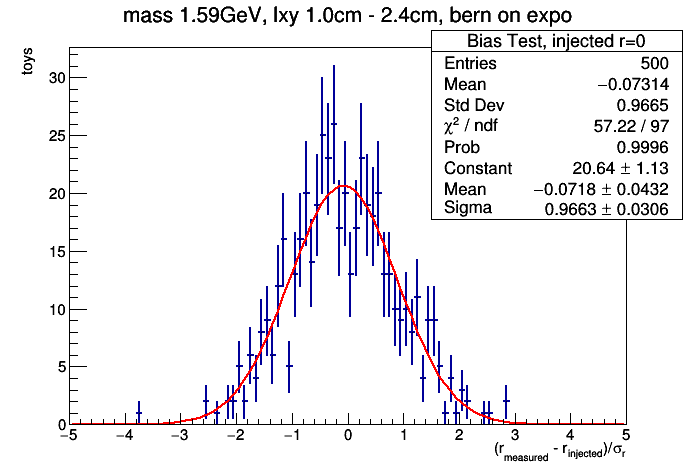 mass 1.59GeV, lxy 1.0cm - 2.4cm, bern on expo
toys
Bias Test, injected r=0
Entries 500
Mean −0.07314
Std Dev 0.9665
χ² / ndf 57.22 / 97
Prob 0.9996
Constant 20.64 ± 1.13
Mean −0.0718 ± 0.0432
Sigma 0.9663 ± 0.0306
30
25
20
15
10
5
0
−5 −4 −3 −2 −1 0 1 2 3 4 5
(r_measured - r_injected)/σ_r